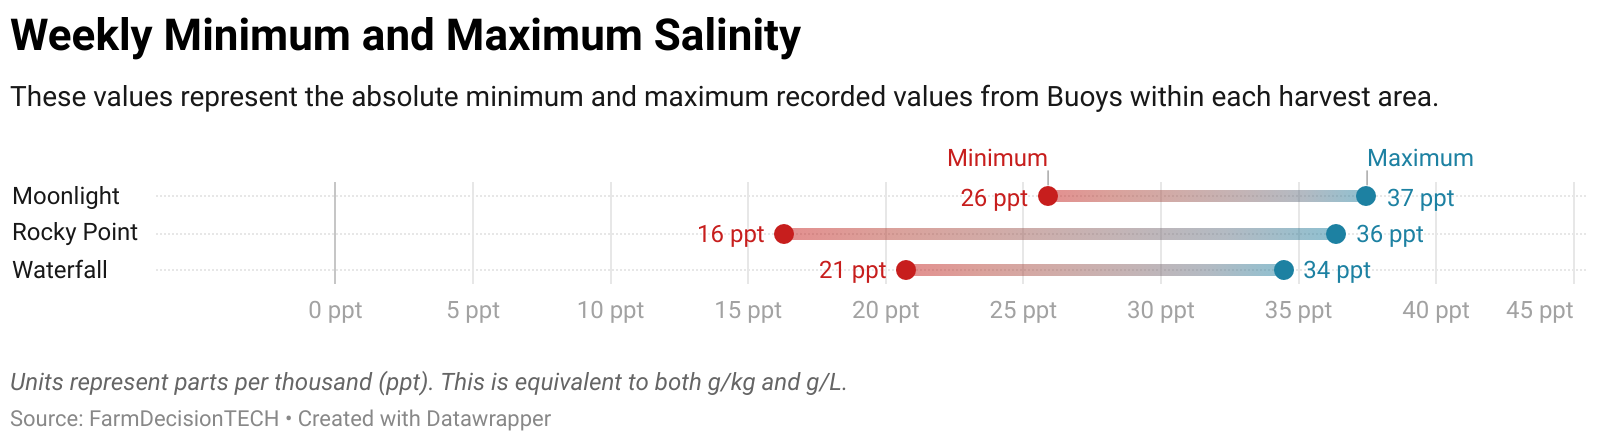 Weekly Minimum and Maximum Salinity
These values represent the absolute minimum and maximum recorded values from Buoys within each harvest area.
Minimum Maximum
Moonlight 26 ppt 37 ppt
Rocky Point 16 ppt 36 ppt
Waterfall 21 ppt 34 ppt
0 ppt 5 ppt 10 ppt 15 ppt 20 ppt 25 ppt 30 ppt 35 ppt 40 ppt 45 ppt
Units represent parts per thousand (ppt). This is equivalent to both g/kg and g/L.
Source: FarmDecisionTECH • Created with Datawrapper